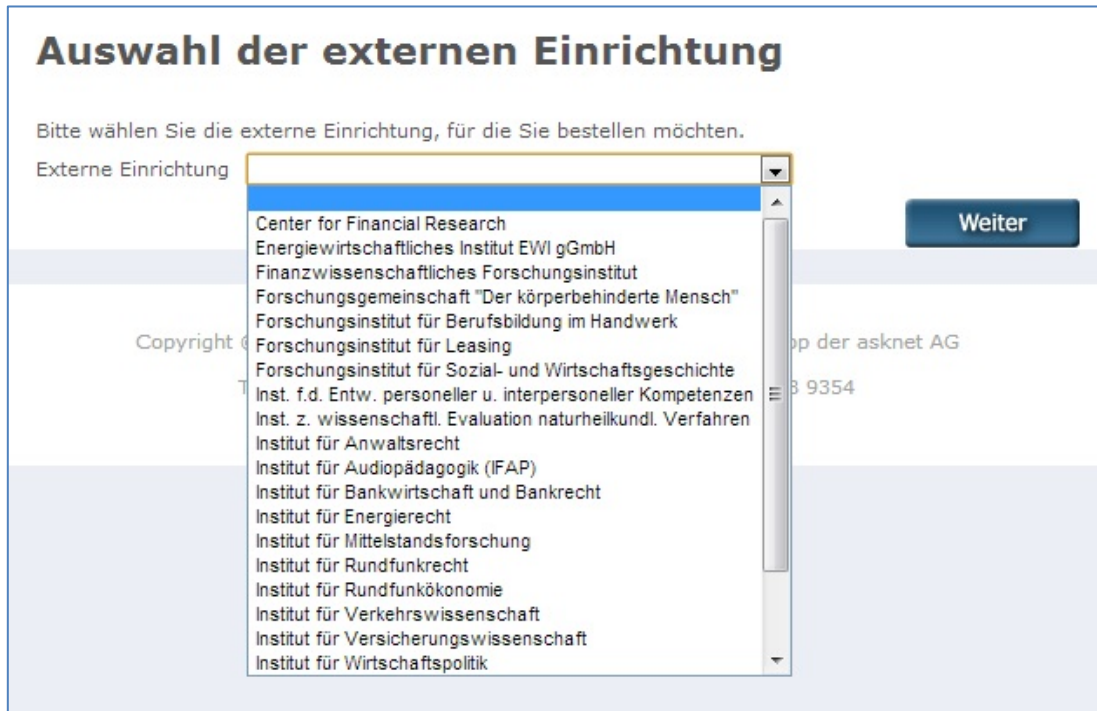 Auswahl der externen Einrichtung
Bitte wählen Sie die externe Einrichtung, für die Sie bestellen möchten.
Externe Einrichtung
Center for Financial Research
Energiewirtschaftliches Institut EWI gGmbH
Finanzwissenschaftliches Forschungsinstitut
Forschungsgemeinschaft "Der körperbehinderte Mensch"
Forschungsinstitut für Berufsbildung im Handwerk
Forschungsinstitut für Leasing
Forschungsinstitut für Sozial- und Wirtschaftsgeschichte
Inst. f.d. Entw. personeller u. interpersoneller Kompetenzen
Inst. z. wissenschaftl. Evaluation naturheilkundl. Verfahren
Institut für Anwaltsrecht
Institut für Audiopädagogik (IFAP)
Institut für Bankwirtschaft und Bankrecht
Institut für Energierecht
Institut für Mittelstandsforschung
Institut für Rundfunkrecht
Institut für Rundfunkökonomie
Institut für Verkehrswissenschaft
Institut für Versicherungswissenschaft
Institut für Wirtschaftspolitik
Weiter
Copyright der asknet AG
9354